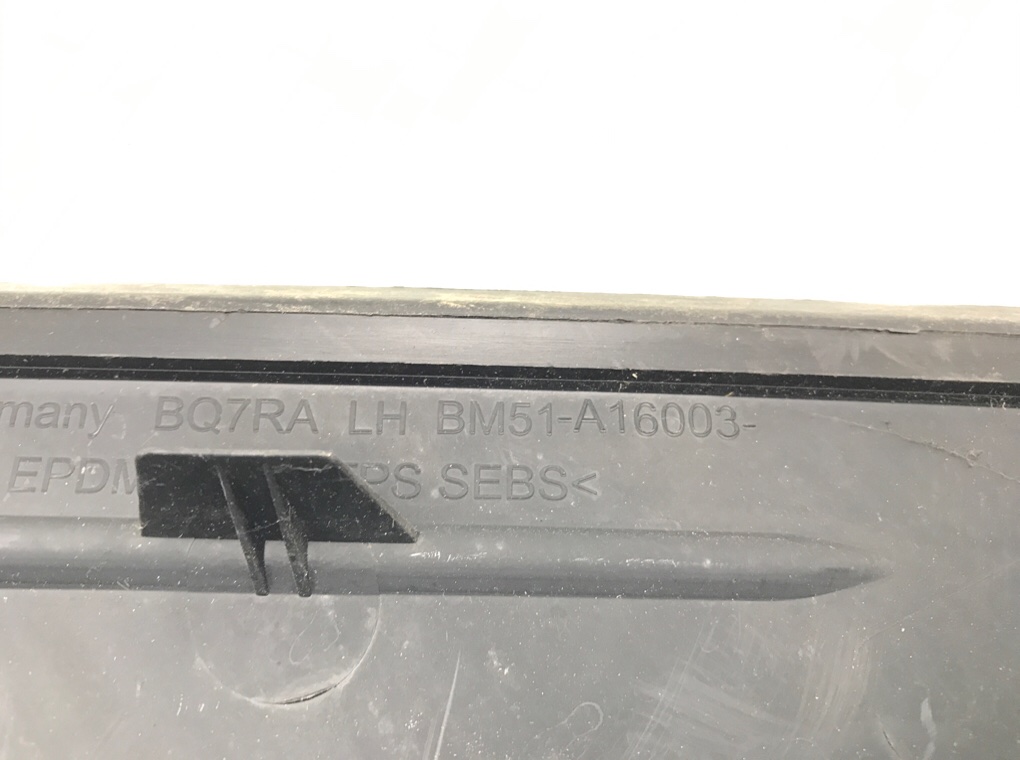 many BQ7RA LH BM51-A16003-
EPDM PS SEBS<